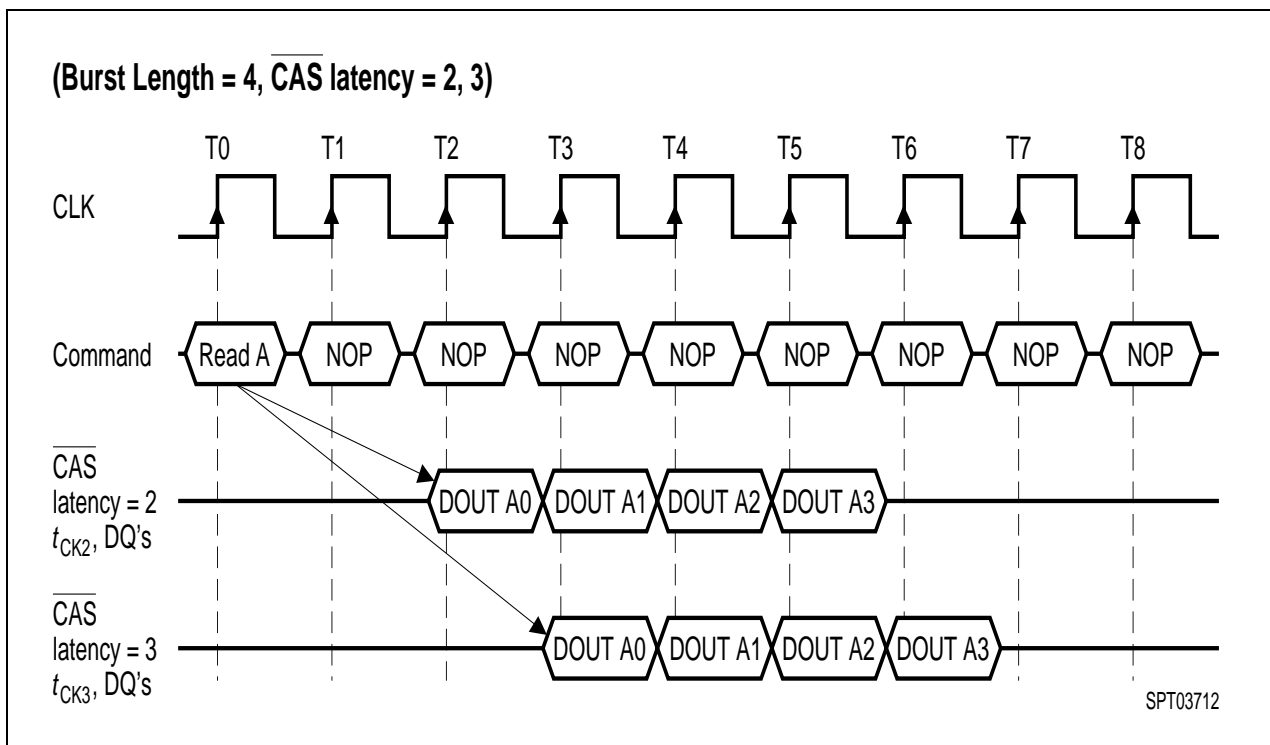 (Burst Length = 4, CAS latency = 2, 3)
T0 T1 T2 T3 T4 T5 T6 T7 T8
CLK
Command Read A NOP NOP NOP NOP NOP NOP NOP NOP
CAS
latency = 2 DOUT A0 DOUT A1 DOUT A2 DOUT A3
tCK2, DQ's
CAS
latency = 3 DOUT A0 DOUT A1 DOUT A2 DOUT A3
tCK3, DQ's
SPT03712